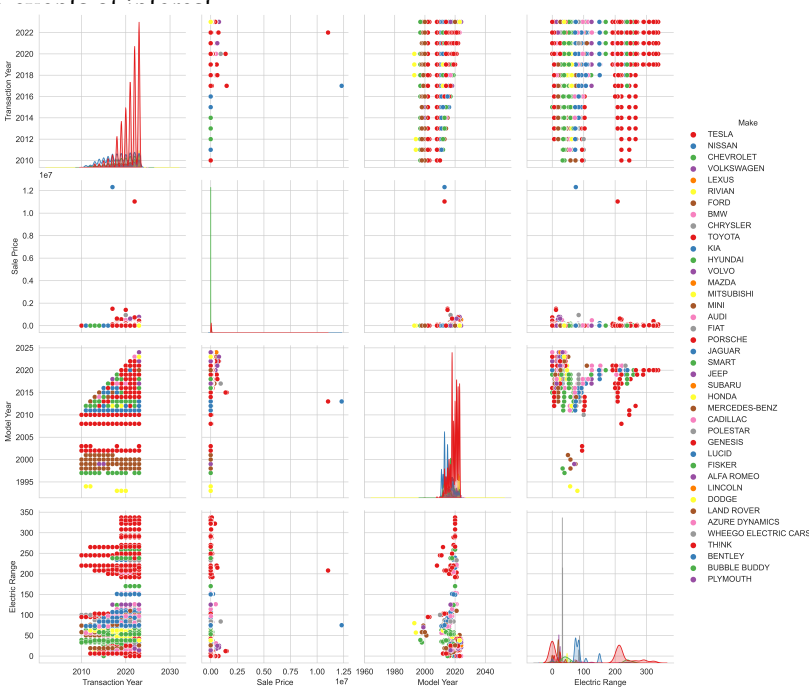 2022
2020
2018
2016
2014
2012
2010
Transaction Year
1e7
1.2
1.0
0.8
0.6
0.4
0.2
0.0
Sale Price
2025
2020
2015
2010
2005
2000
1995
Model Year
350
300
250
200
150
100
50
0
Electric Range
2010 2020 2030
Transaction Year
0.0 0.2 0.5 0.8 1.0 1.25
Sale Price 1e7
1960 1980 2000 2020 2040
Model Year
0 100 200 300
Electric Range
Make
TESLA
NISSAN
CHEVROLET
VOLKSWAGEN
LEXUS
RIVIAN
FORD
BMW
CHRYSLER
TOYOTA
KIA
HYUNDAI
VOLVO
MAZDA
MITSUBISHI
MINI
AUDI
FIAT
PORSCHE
JAGUAR
SMART
JEEP
SUBARU
HONDA
MERCEDES-BENZ
CADILLAC
POLESTAR
GENESIS
LUCID
FISKER
ALFA ROMEO
LINCOLN
DODGE
LAND ROVER
AZURE DYNAMICS
WHEEGO ELECTRIC CARS
THINK
BENTLEY
BUBBLE BUDDY
PLYMOUTH